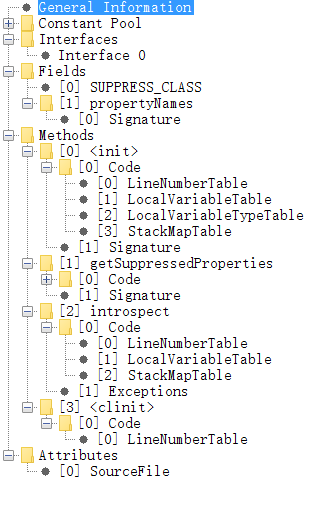 General Information
Constant Pool
Interfaces
Interface 0
Fields
[0] SUPPRESS_CLASS
[1] propertyNames
[0] Signature
Methods
[0] <init>
[0] Code
[0] LineNumberTable
[1] LocalVariableTable
[2] LocalVariableTypeTable
[3] StackMapTable
[1] Signature
[1] getSuppressedProperties
[0] Code
[1] Signature
[2] introspect
[0] Code
[0] LineNumberTable
[1] LocalVariableTable
[2] StackMapTable
[1] Exceptions
[3] <clinit>
[0] Code
[0] LineNumberTable
Attributes
[0] SourceFile